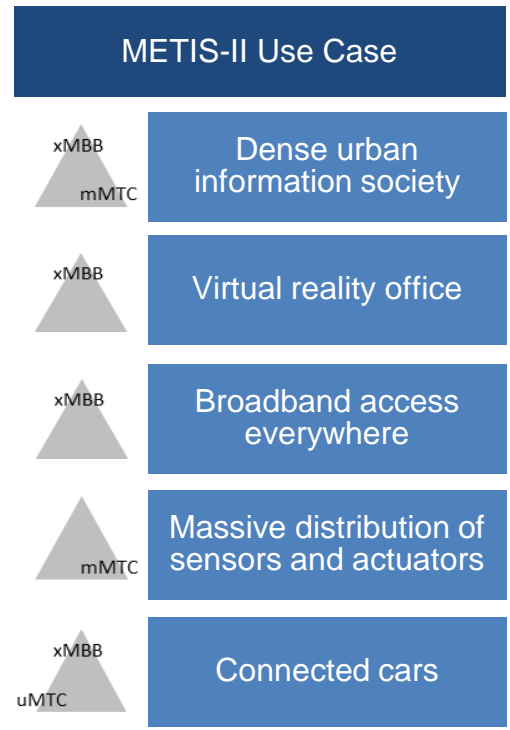 METIS-II Use Case
xMBB
mMTC
Dense urban
information society
xMBB
Virtual reality office
xMBB
Broadband access
everywhere
mMTC
Massive distribution of
sensors and actuators
xMBB
uMTC
Connected cars